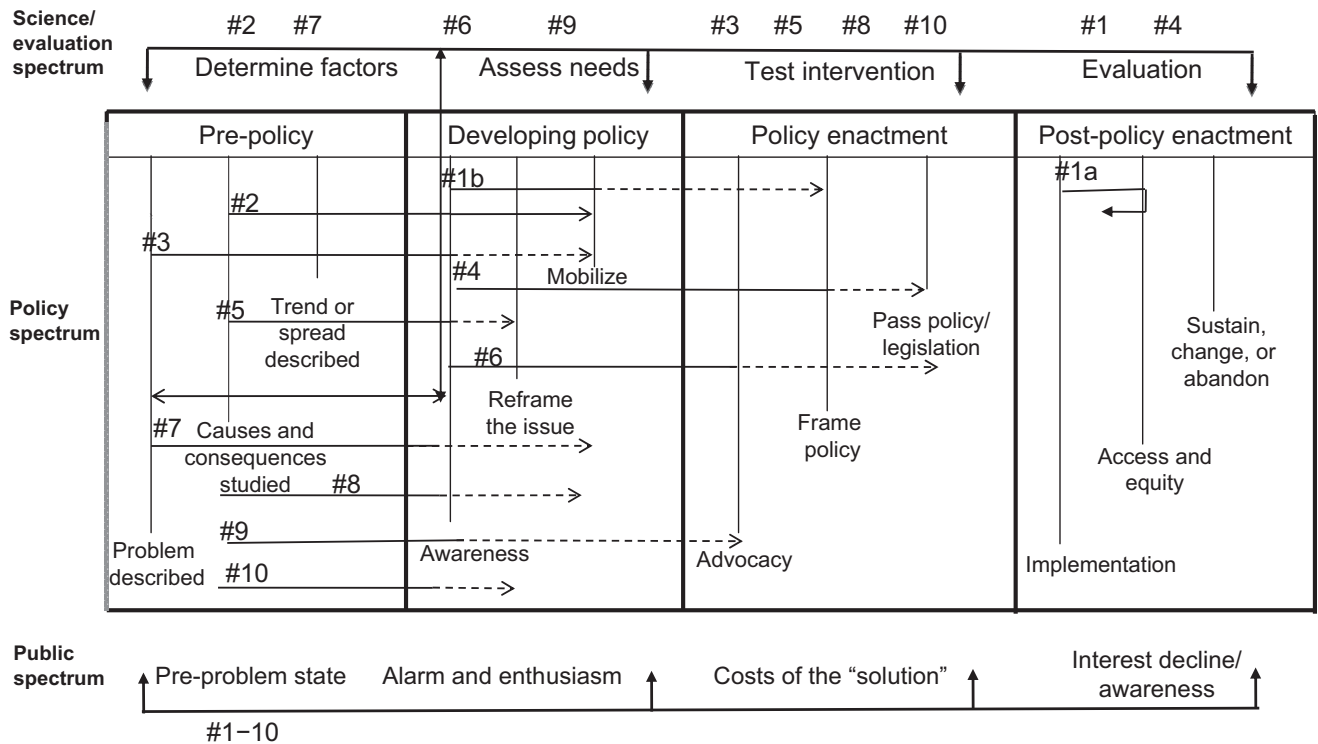 Science/
evaluation
spectrum
#2 #7 #6 #9 #3 #5 #8 #10 #1 #4
Determine factors Assess needs Test intervention Evaluation
Pre-policy Developing policy Policy enactment Post-policy enactment
Policy
spectrum
#1b
#1a
#2
#3
#4
Mobilize
#5
Trend or
spread
described
Pass policy/
legislation
Sustain,
change, or
abandon
#6
Reframe
the issue
Frame
policy
#7
Causes and
consequences
studied
#8
Access and
equity
#9
Problem
described
Awareness
Advocacy
Implementation
#10
Public
spectrum
Pre-problem state Alarm and enthusiasm Costs of the “solution”
Interest decline/
awareness
#1−10